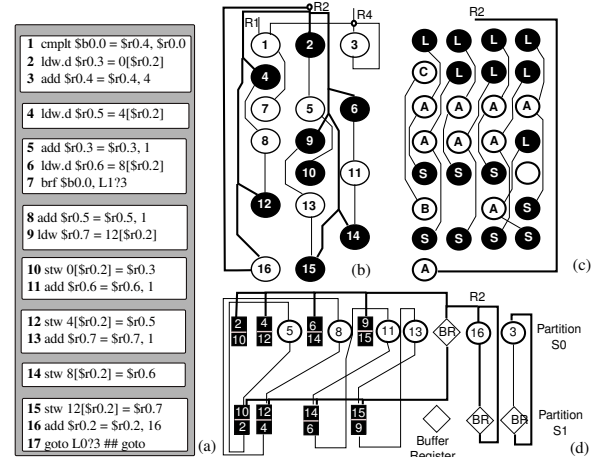 1 cmplt $b0.0 = $r0.4, $r0.0
2 ldw.d $r0.3 = 0[$r0.2]
3 add $r0.4 = $r0.4, 4
4 ldw.d $r0.5 = 4[$r0.2]
5 add $r0.3 = $r0.3, 1
6 ldw.d $r0.6 = 8[$r0.2]
7 brf $b0.0, L1?3
8 add $r0.5 = $r0.5, 1
9 ldw $r0.7 = 12[$r0.2]
10 stw 0[$r0.2] = $r0.3
11 add $r0.6 = $r0.6, 1
12 stw 4[$r0.2] = $r0.5
13 add $r0.7 = $r0.7, 1
14 stw 8[$r0.2] = $r0.6
15 stw 12[$r0.2] = $r0.7
16 add $r0.2 = $r0.2, 16
17 goto L0?3 ## goto
(a)
R2
R1 R4
1 2 3
4
7 5 6
8 9
10 11
12 13
14
16 15
(b)
R2
L L L L
C L L L
A A A A
A A A L
S S S
B A S
S S S S
A
(c)
R2
2 10 4 12 5 6 14 8 9 15 11 13 BR 16 3
Partition
S0
10 2 12 4 14 6 15 9 BR BR
Partition
S1
Buffer
Register
(d)